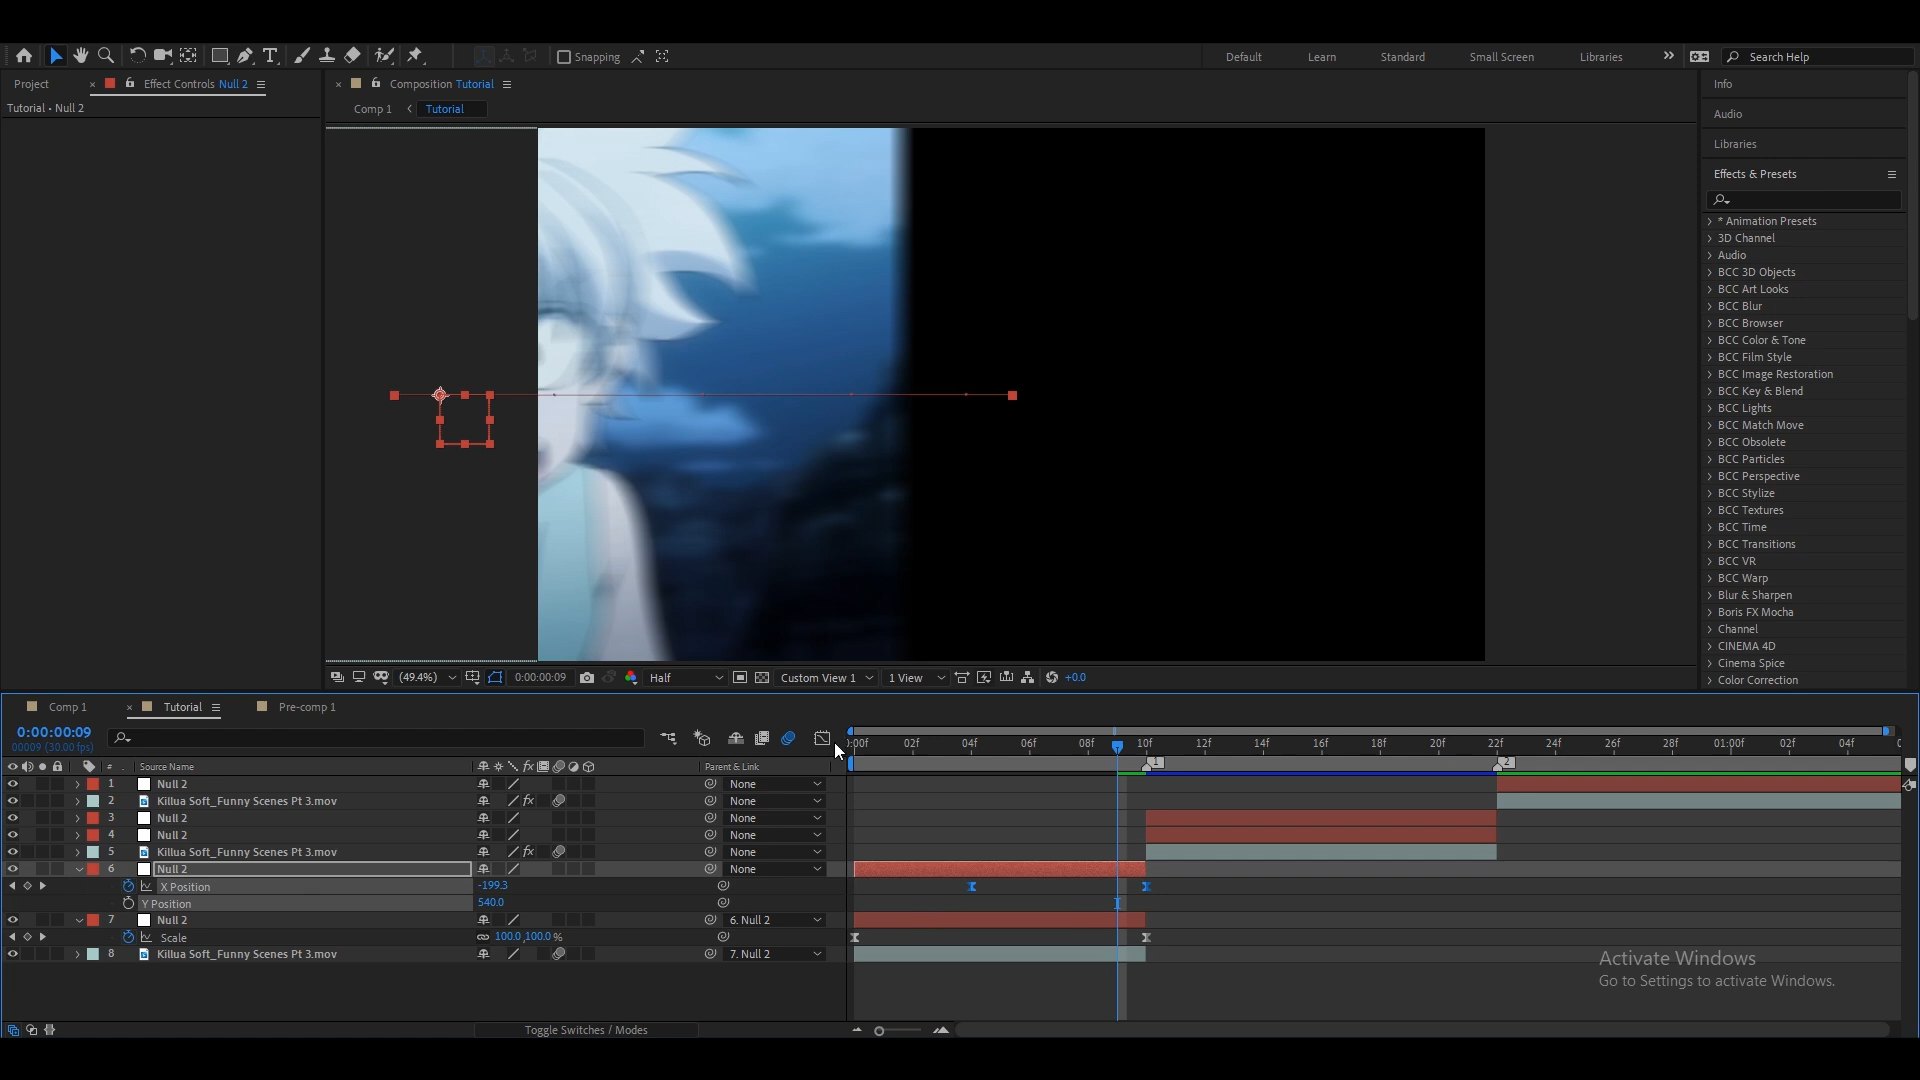 Snapping
Default Learn Standard Small Screen Libraries » Search Help
Project × Effect Controls Null 2
× Composition Tutorial
Info
Tutorial • Null 2
Comp 1 < Tutorial
Audio
Libraries
Effects & Presets
> * Animation Presets
> 3D Channel
> Audio
> BCC 3D Objects
> BCC Art Looks
> BCC Blur
> BCC Browser
> BCC Color & Tone
> BCC Film Style
> BCC Image Restoration
> BCC Key & Blend
> BCC Lights
> BCC Match Move
> BCC Obsolete
> BCC Particles
> BCC Perspective
> BCC Stylize
> BCC Textures
> BCC Time
> BCC Transitions
> BCC VR
> BCC Warp
> Blur & Sharpen
> Boris FX Mocha
> Channel
> CINEMA 4D
> Cinema Spice
> Color Correction
(49.4%) 0:00:00:09 Half Custom View 1 1 View +0.0
Comp 1 × Tutorial Pre-comp 1
0:00:00:09
00009 (30.00 fps)
:00f 02f 04f 06f 08f 10f 12f 14f 16f 18f 20f 22f 24f 26f 28f 01:00f 02f 04f
# . Source Name fx Parent & Link
1 2
1 Null 2 None
2 Killua Soft_Funny Scenes Pt 3.mov fx None
3 Null 2 None
4 Null 2 None
5 Killua Soft_Funny Scenes Pt 3.mov fx None
6 Null 2 None
X Position -199.3
Y Position 540.0
7 Null 2 6. Null 2
Scale 100.0,100.0 %
8 Killua Soft_Funny Scenes Pt 3.mov 7. Null 2
Activate Windows
Go to Settings to activate Windows.
Toggle Switches / Modes